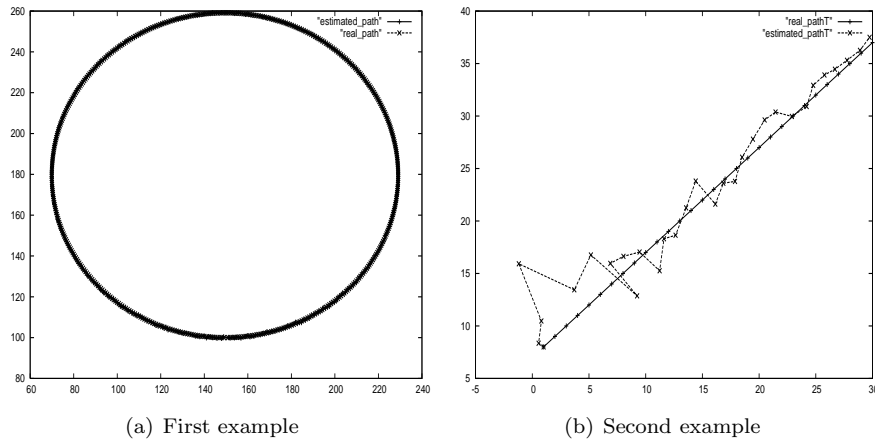 260
240
220
200
180
160
140
120
100
80
60 80 100 120 140 160 180 200 220 240
"estimated_path"
"real_path"
(a) First example
40
35
30
25
20
15
10
5
-5 0 5 10 15 20 25 30
"real_pathT"
"estimated_pathT"
(b) Second example